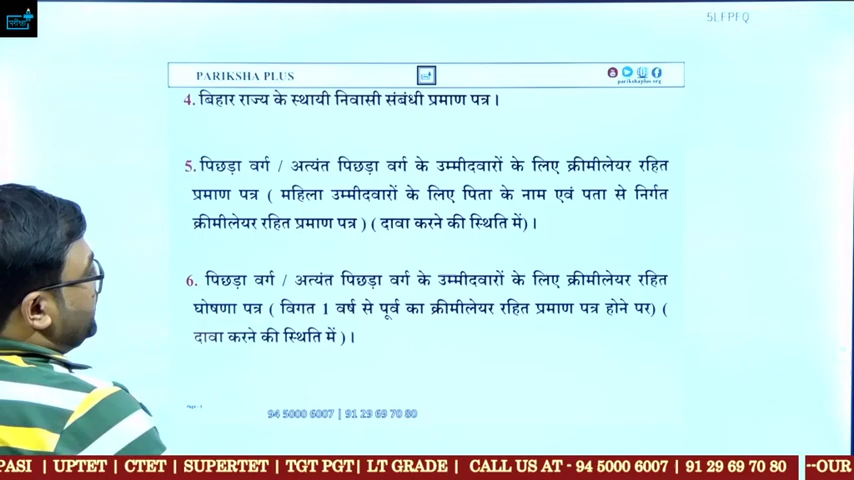 5LFPFQ
परीक्षा
PARIKSHA PLUS
parikshaplus.org
4. बिहार राज्य के स्थायी निवासी संबंधी प्रमाण पत्र ।
5. पिछड़ा वर्ग / अत्यंत पिछड़ा वर्ग के उम्मीदवारों के लिए क्रीमीलेयर रहित
प्रमाण पत्र ( महिला उम्मीदवारों के लिए पिता के नाम एवं पता से निर्गत
क्रीमीलेयर रहित प्रमाण पत्र ) ( दावा करने की स्थिति में) ।
6. पिछड़ा वर्ग / अत्यंत पिछड़ा वर्ग के उम्मीदवारों के लिए क्रीमीलेयर रहित
घोषणा पत्र ( विगत 1 वर्ष से पूर्व का क्रीमीलेयर रहित प्रमाण पत्र होने पर) (
दावा करने की स्थिति में ) ।
94 5000 6007 | 91 29 69 70 80
PASI | UPTET | CTET | SUPERTET | TGT PGT| LT GRADE | CALL US AT - 94 5000 6007 | 91 29 69 70 80 --OUR